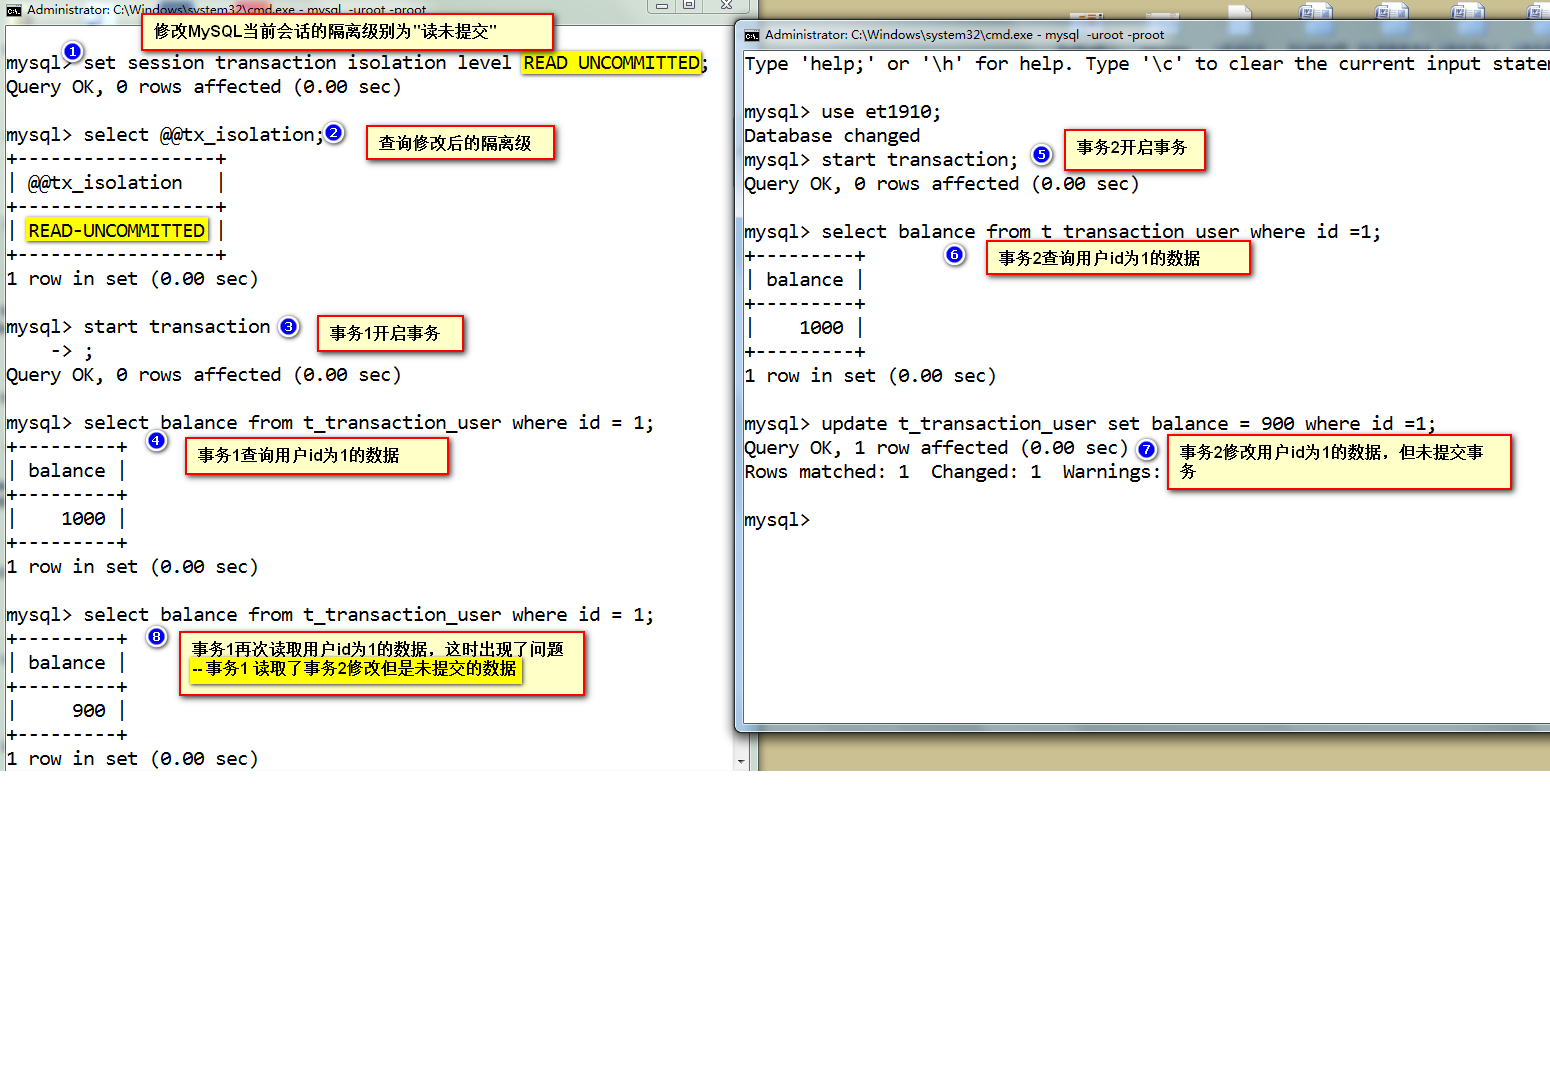 Administrator: C:\Windows\system32\cmd.exe - mysql -uroot -proot
修改MySQL当前会话的隔离级别为"读未提交"
1
mysql> set session transaction isolation level READ UNCOMMITTED;
Query OK, 0 rows affected (0.00 sec)
mysql> select @@tx_isolation;
2
查询修改后的隔离级
+------------------+
| @@tx_isolation   |
+------------------+
| READ-UNCOMMITTED |
+------------------+
1 row in set (0.00 sec)
mysql> start transaction
3
事务1开启事务
    -> ;
Query OK, 0 rows affected (0.00 sec)
mysql> select balance from t_transaction_user where id = 1;
4
事务1查询用户id为1的数据
+---------+
| balance |
+---------+
|    1000 |
+---------+
1 row in set (0.00 sec)
mysql> select balance from t_transaction_user where id = 1;
8
事务1再次读取用户id为1的数据，这时出现了问题
--事务1 读取了事务2修改但是未提交的数据
+---------+
| balance |
+---------+
|     900 |
+---------+
1 row in set (0.00 sec)
Administrator: C:\Windows\system32\cmd.exe - mysql -uroot -proot
Type 'help;' or '\h' for help. Type '\c' to clear the current input
mysql> use et1910;
Database changed
mysql> start transaction;
5
事务2开启事务
Query OK, 0 rows affected (0.00 sec)
mysql> select balance from t_transaction_user where id =1;
6
事务2查询用户id为1的数据
+---------+
| balance |
+---------+
|    1000 |
+---------+
1 row in set (0.00 sec)
mysql> update t_transaction_user set balance = 900 where id =1;
Query OK, 1 row affected (0.00 sec)
7
事务2修改用户id为1的数据，但未提交事
务
Rows matched: 1  Changed: 1  Warnings:
mysql>